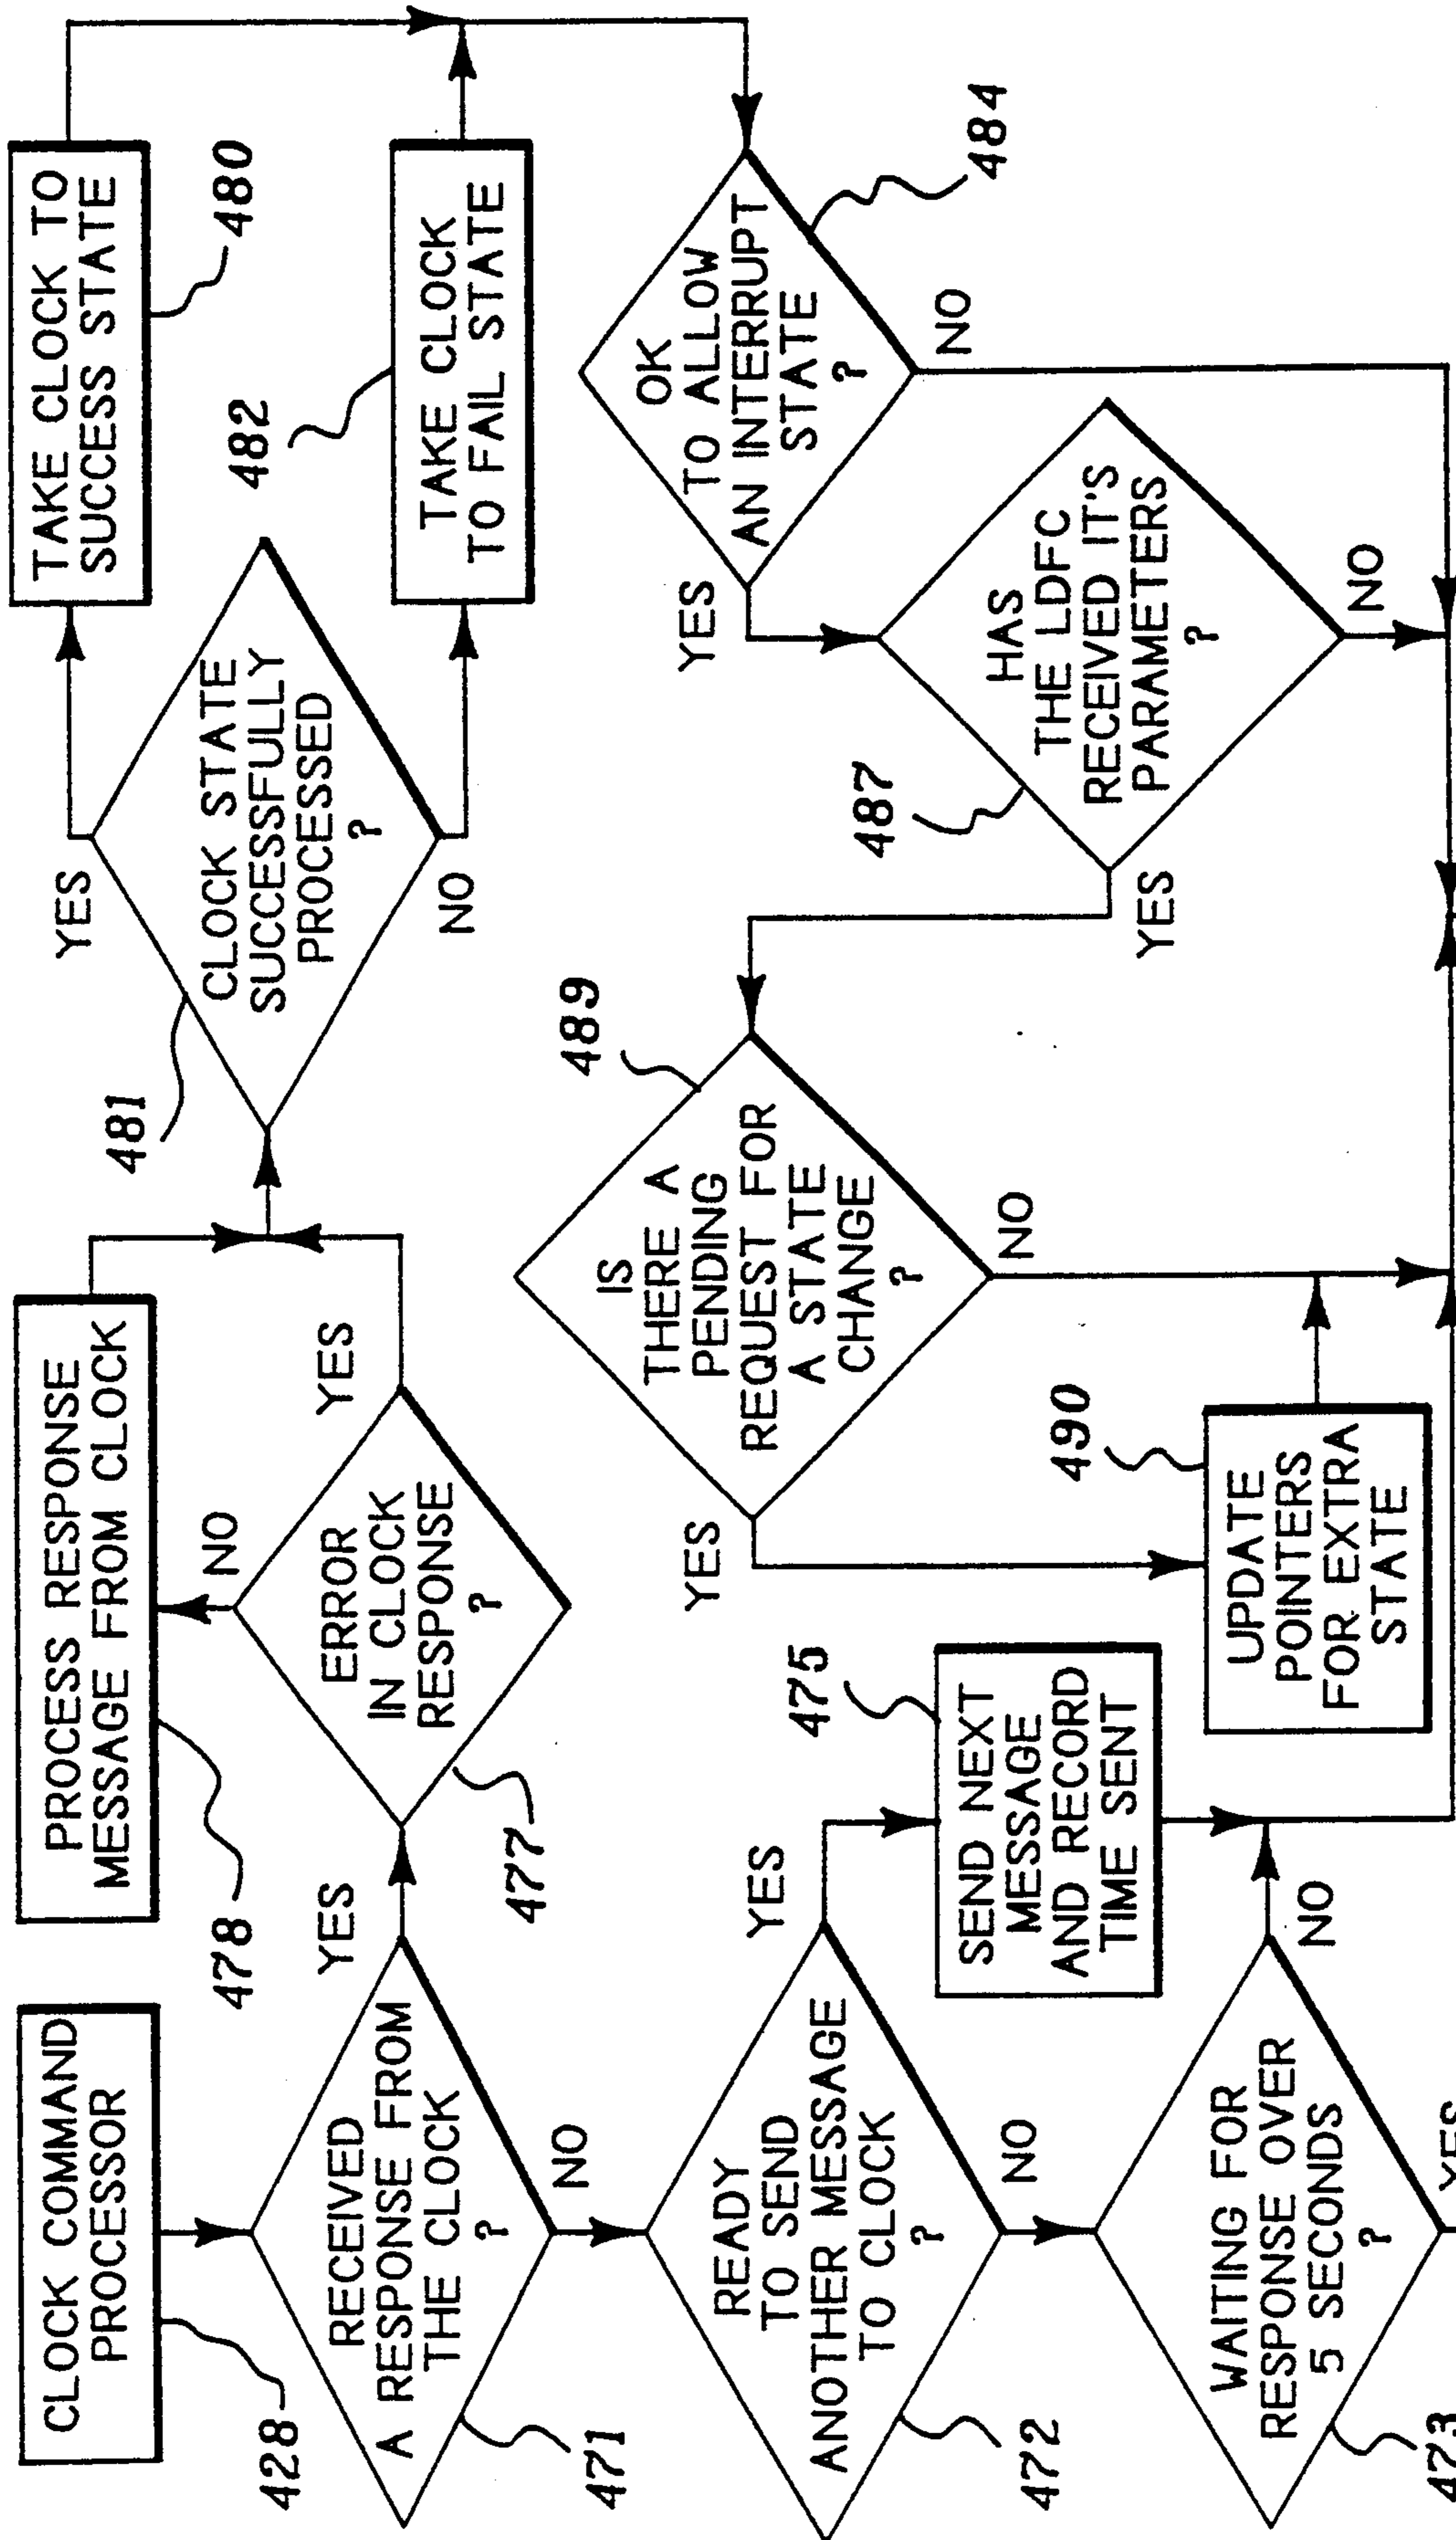 CLOCK COMMAND
PROCESSOR
428
RECEIVED
A RESPONSE FROM
THE CLOCK
?
471
YES
NO
READY
TO SEND
ANOTHER MESSAGE
TO CLOCK
?
472
YES
NO
WAITING FOR
RESPONSE OVER
5 SECONDS
?
473
NO
YES
SEND NEXT
MESSAGE
AND RECORD
TIME SENT
475
PROCESS RESPONSE
MESSAGE FROM CLOCK
478
ERROR
IN CLOCK
RESPONSE
?
477
NO
YES
CLOCK STATE
SUCCESSFULLY
PROCESSED
?
481
YES
NO
TAKE CLOCK TO
SUCCESS STATE
480
TAKE CLOCK
TO FAIL STATE
482
OK
TO ALLOW
AN INTERRUPT
STATE
?
484
YES
NO
HAS
THE LDFC
RECEIVED IT'S
PARAMETERS
?
487
YES
NO
IS
THERE A
PENDING
REQUEST FOR
A STATE
CHANGE
?
489
YES
NO
UPDATE
POINTERS
FOR EXTRA
STATE
490